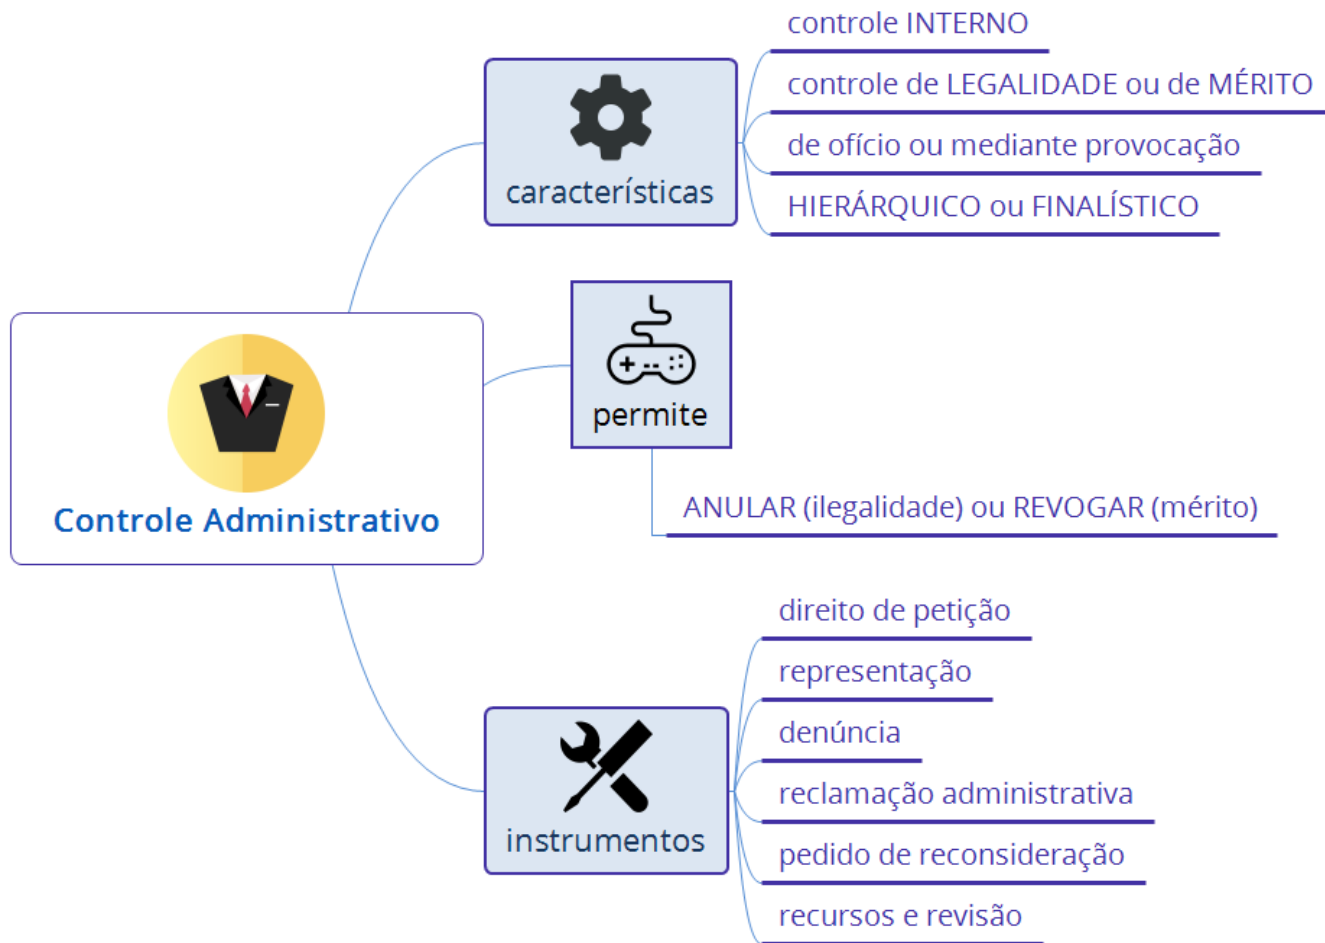 controle INTERNO
controle de LEGALIDADE ou de MÉRITO
de ofício ou mediante provocação
HIERÁRQUICO ou FINALÍSTICO
características
permite
ANULAR (ilegalidade) ou REVOGAR (mérito)
Controle Administrativo
direito de petição
representação
denúncia
reclamação administrativa
pedido de reconsideração
recursos e revisão
instrumentos